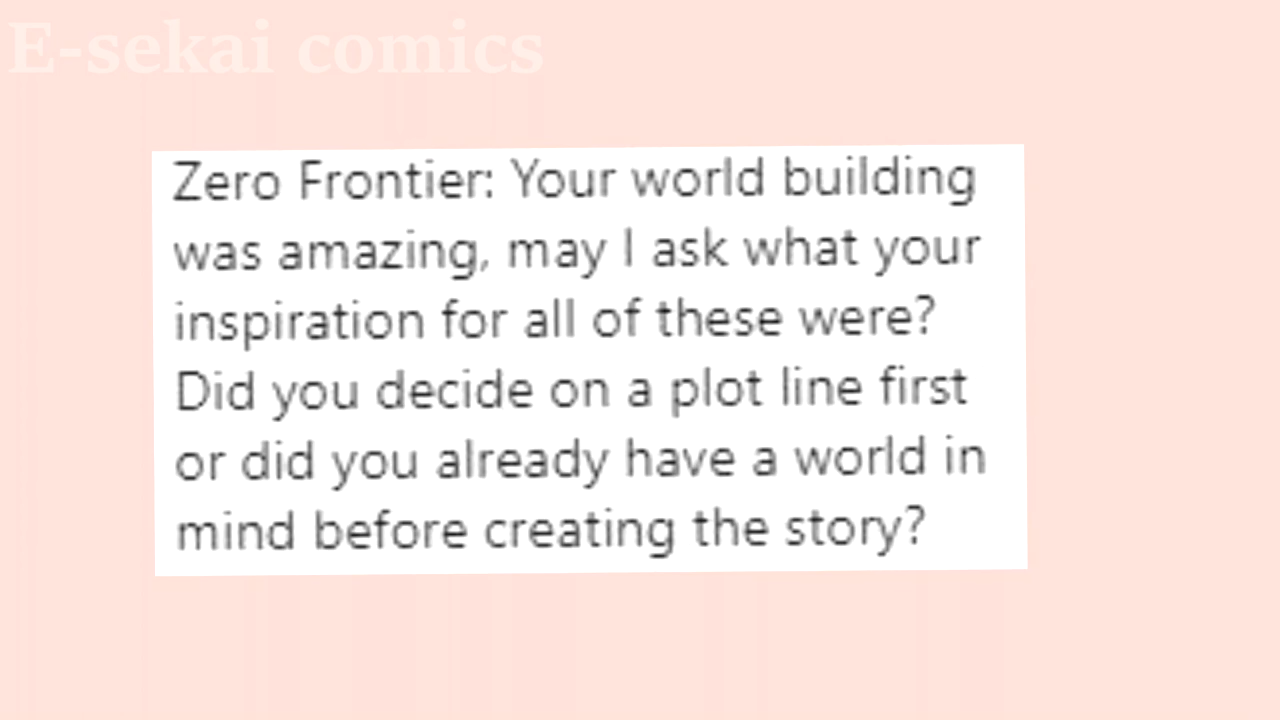 E-sekai comics
Zero Frontier: Your world building
was amazing, may I ask what your
inspiration for all of these were?
Did you decide on a plot line first
or did you already have a world in
mind before creating the story?